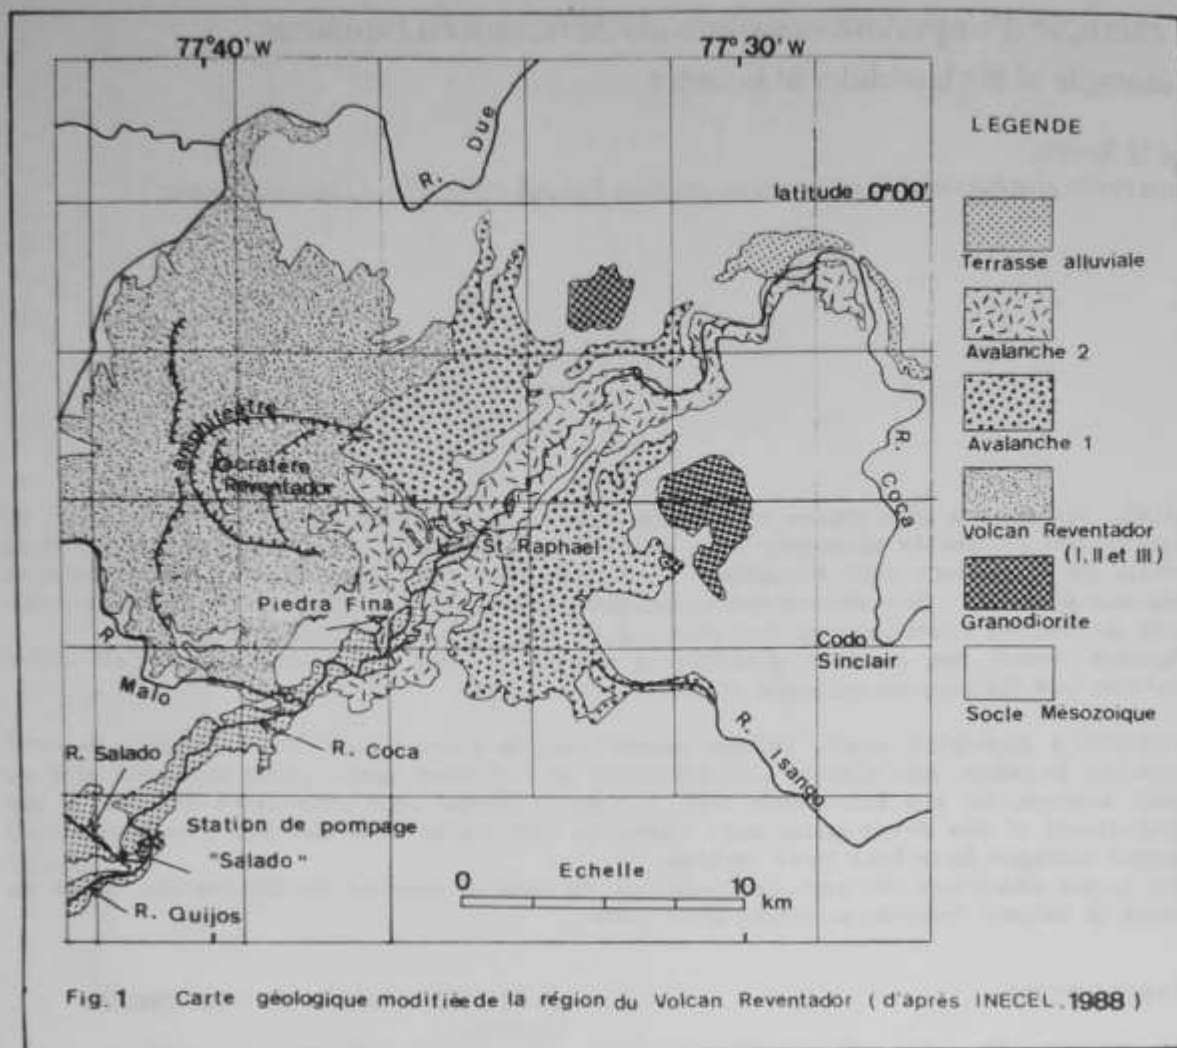 77°40' W
77°30' W
R. Due
LEGENDE
latitude 0°00'
Terrasse alluviale
Avalanche 2
Avalanche 1
volcan Reventador
(I. II et III)
Granodiorite
Socle Mésozoique
amphiteatre
cratère
Reventador
R. Coca
St. Raphael
Piedra Fina
Codo
Sinclair
R. Malo
R. Coca
R. Isando
R. Salado
Station de pompage
"Salado"
R. Quijos
Echelle
0 10
km
Fig. 1 Carte géologique modifiée de la région du Volcan Reventador ( d'après INECEL. 1988 )